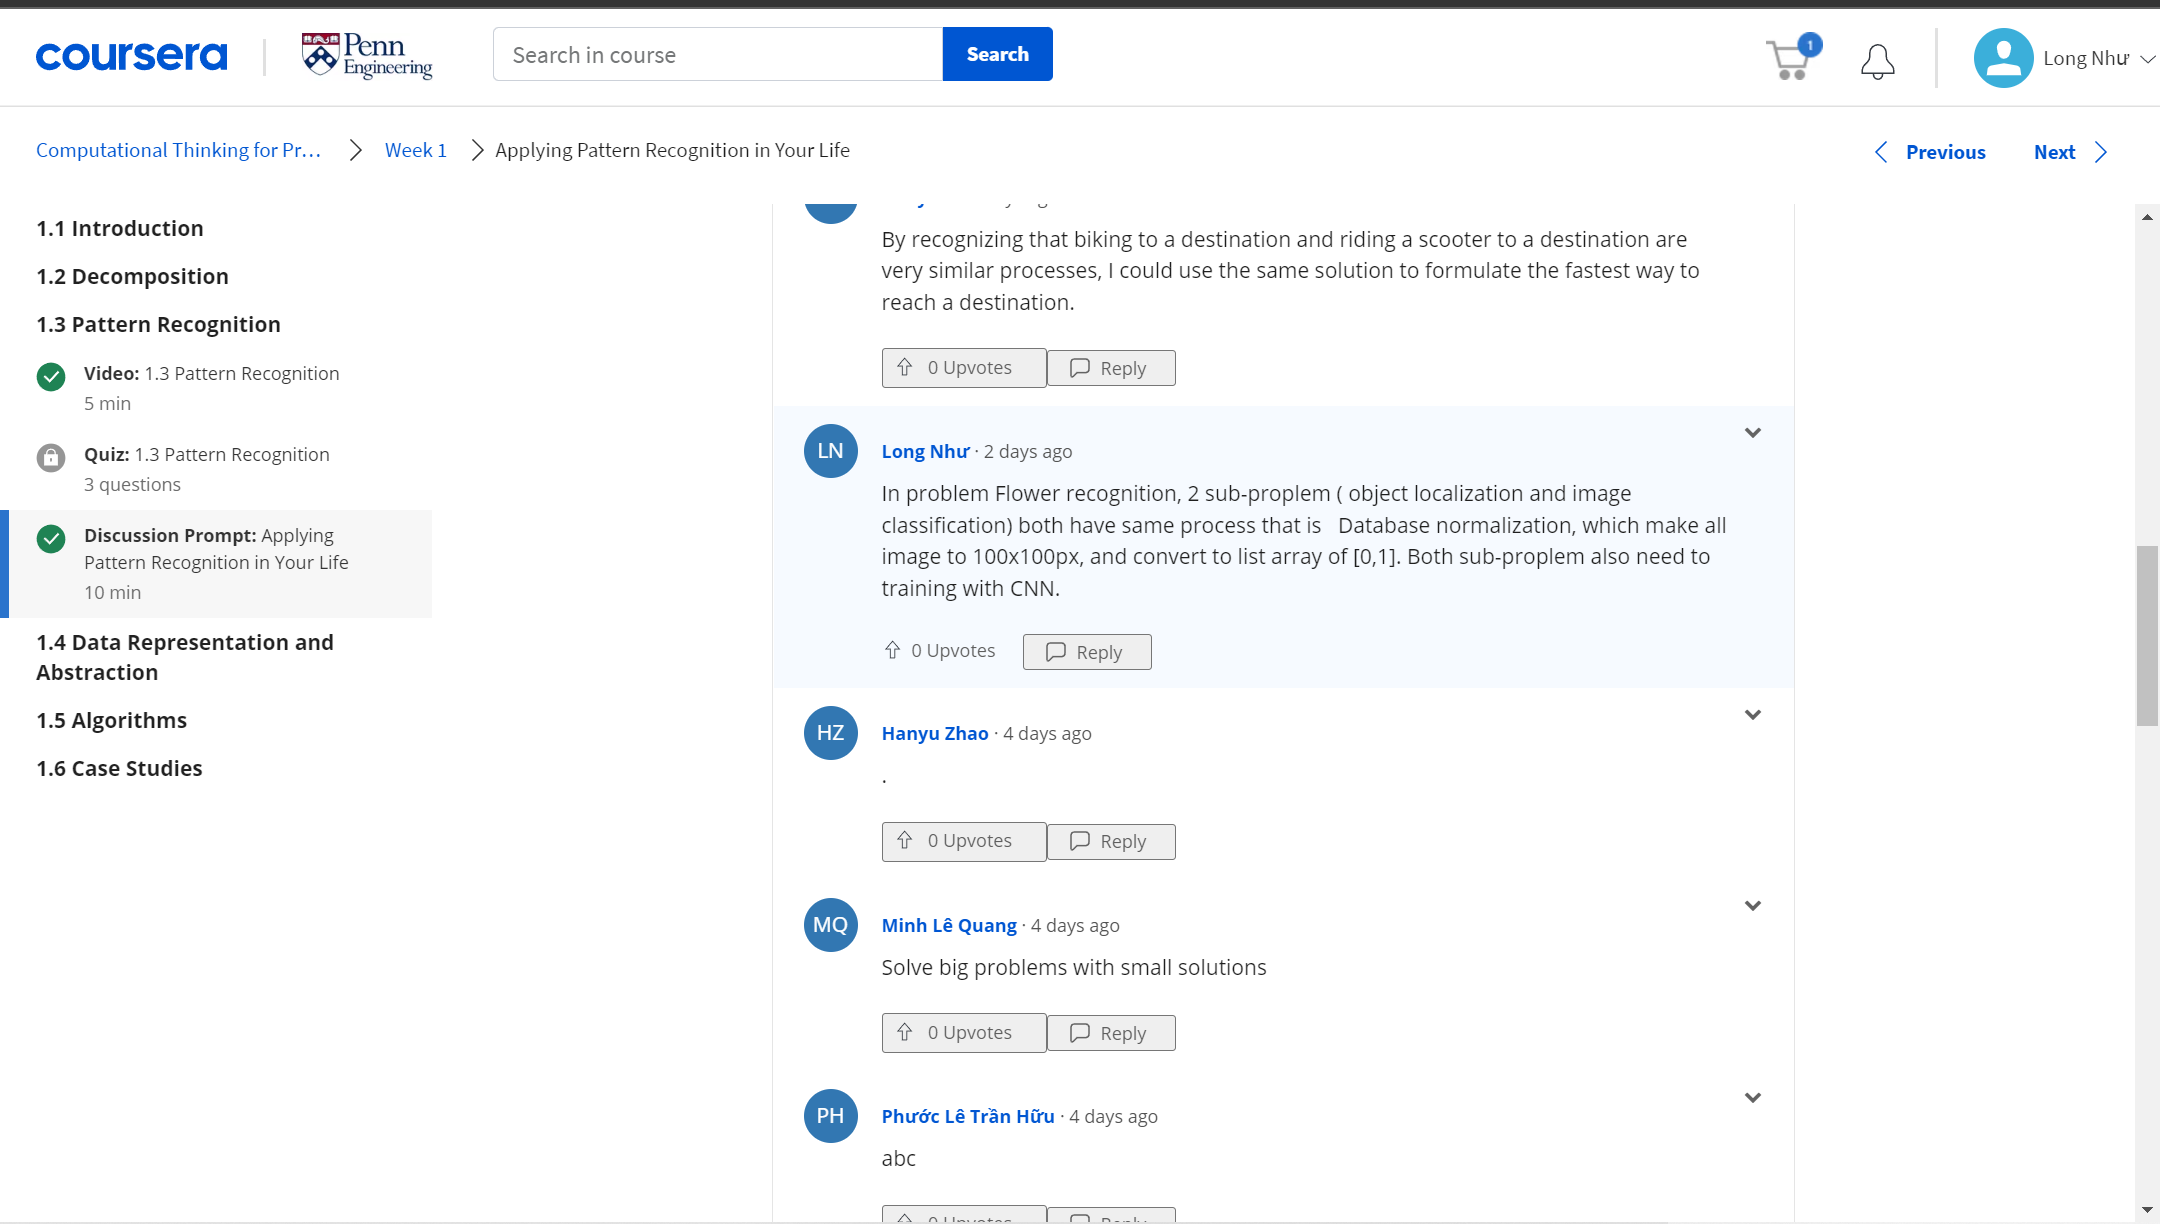 coursera
Penn
Engineering
Search in course
Search
1
Long Như
Computational Thinking for Pr...
Week 1
Applying Pattern Recognition in Your Life
Previous
Next
1.1 Introduction
1.2 Decomposition
1.3 Pattern Recognition
Video: 1.3 Pattern Recognition
5 min
Quiz: 1.3 Pattern Recognition
3 questions
Discussion Prompt: Applying
Pattern Recognition in Your Life
10 min
1.4 Data Representation and
Abstraction
1.5 Algorithms
1.6 Case Studies
By recognizing that biking to a destination and riding a scooter to a destination are
very similar processes, I could use the same solution to formulate the fastest way to
reach a destination.
0 Upvotes
Reply
LN
Long Như · 2 days ago
In problem Flower recognition, 2 sub-proplem ( object localization and image
classification) both have same process that is   Database normalization, which make all
image to 100x100px, and convert to list array of [0,1]. Both sub-proplem also need to
training with CNN.
0 Upvotes
Reply
HZ
Hanyu Zhao · 4 days ago
.
0 Upvotes
Reply
MQ
Minh Lê Quang · 4 days ago
Solve big problems with small solutions
0 Upvotes
Reply
PH
Phước Lê Trần Hữu · 4 days ago
abc
0 Upvotes
Reply